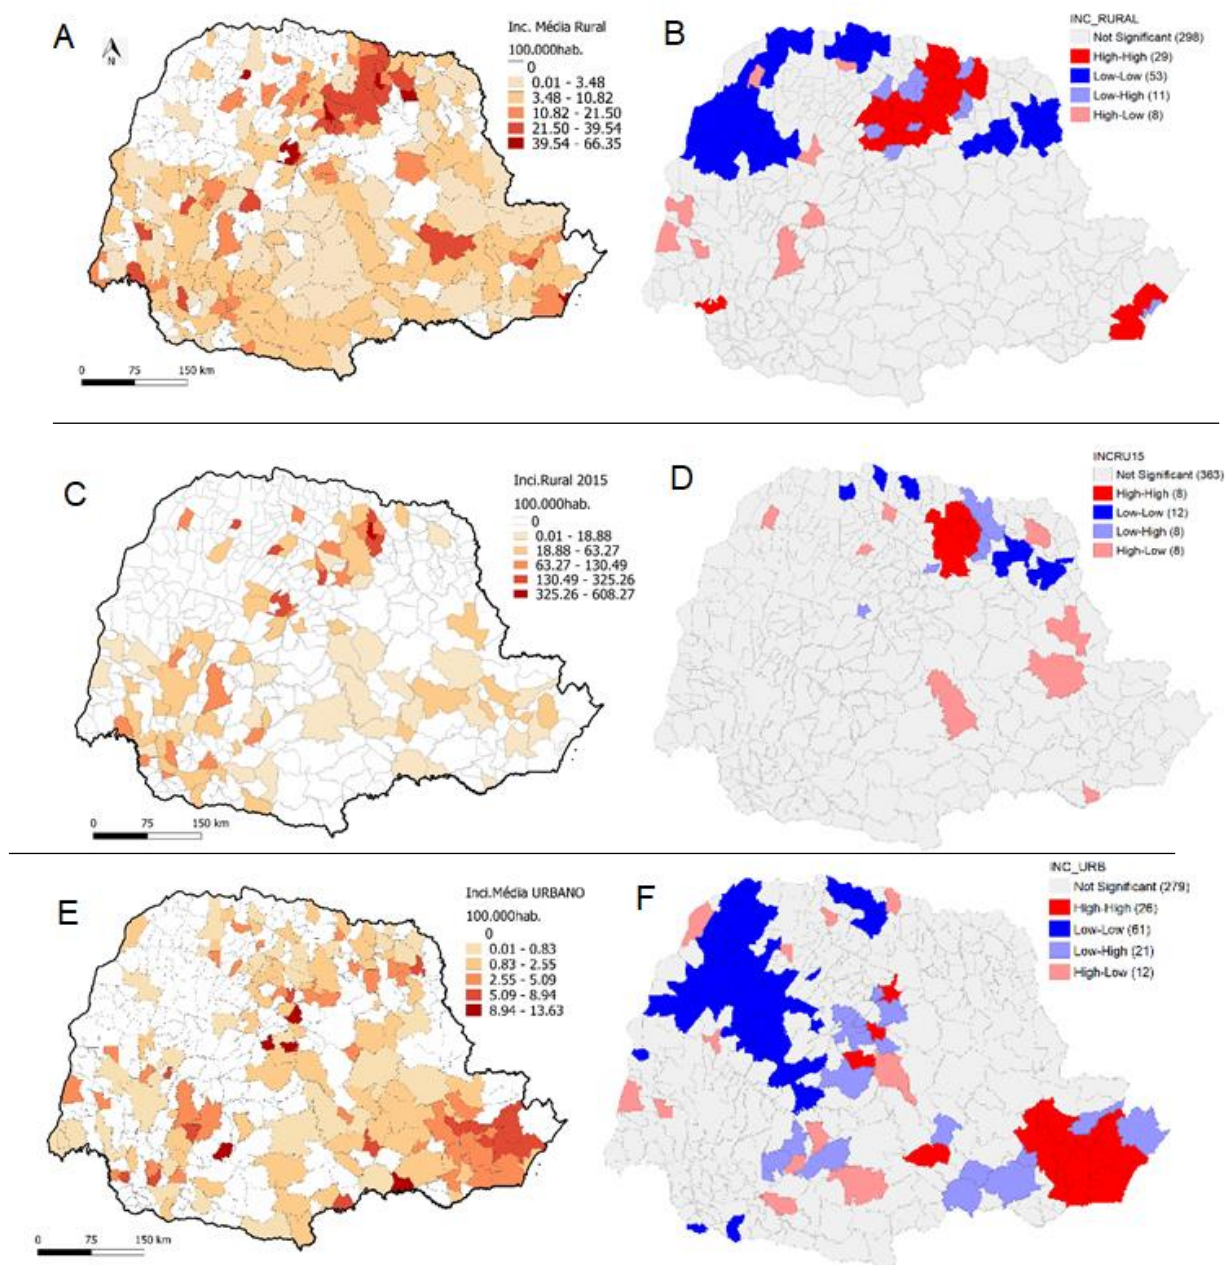 A
N
Inc. Média Rural
100.000hab.
0
0.01 - 3.48
3.48 - 10.82
10.82 - 21.50
21.50 - 39.54
39.54 - 66.35
0 75 150 km
B
INC_RURAL
Not Significant (298)
High-High (29)
Low-Low (53)
Low-High (11)
High-Low (8)
C
Inci.Rural 2015
100.000hab.
0
0.01 - 18.88
18.88 - 63.27
63.27 - 130.49
130.49 - 325.26
325.26 - 608.27
0 75 150 km
D
INCRU15
Not Significant (363)
High-High (8)
Low-Low (12)
Low-High (8)
High-Low (8)
E
Inci.Média URBANO
100.000hab.
0
0.01 - 0.83
0.83 - 2.55
2.55 - 5.09
5.09 - 8.94
8.94 - 13.63
0 75 150 km
F
INC_URB
Not Significant (279)
High-High (26)
Low-Low (61)
Low-High (21)
High-Low (12)